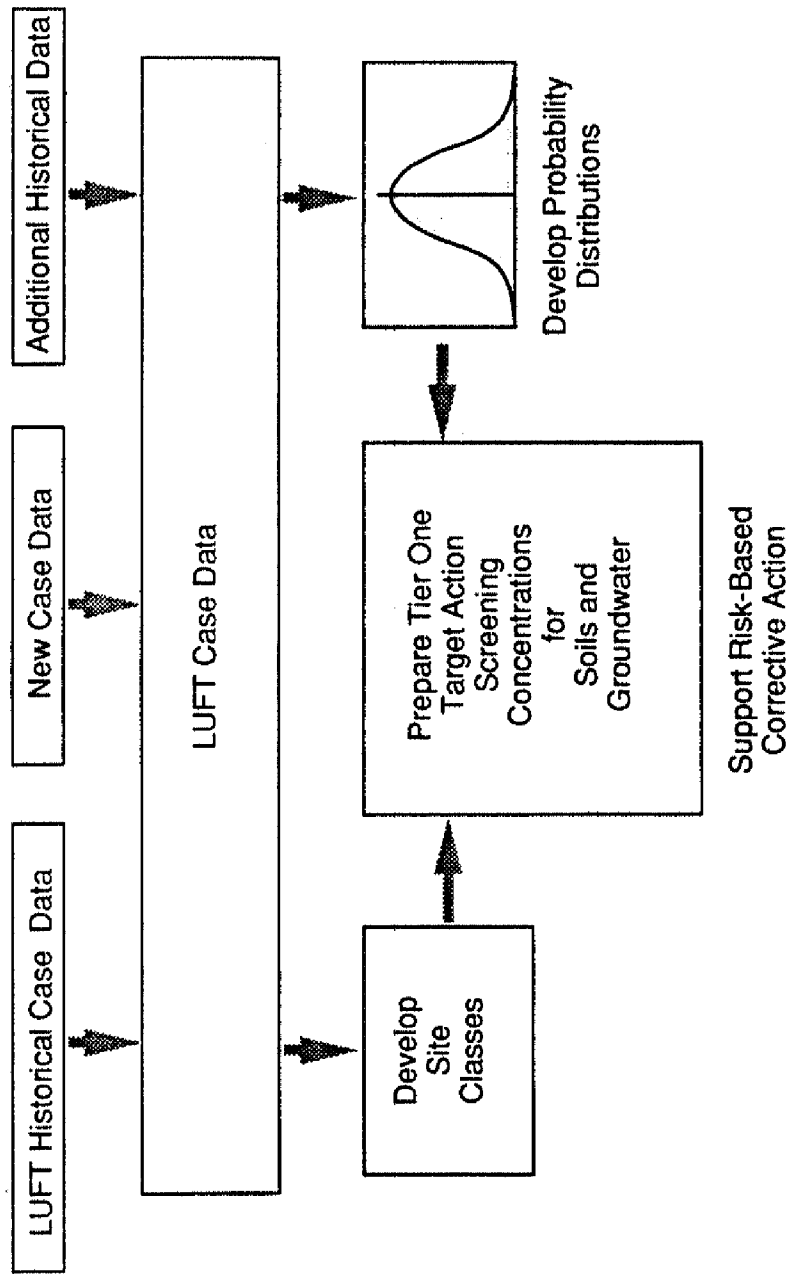 LUFT Historical Case Data
New Case Data
Additional Historical Data
LUFT Case Data
Develop
Site
Classes
Prepare Tier One
Target Action
Screening
Concentrations
for
Soils and
Groundwater
Develop Probability
Distributions
Support Risk-Based
Corrective Action